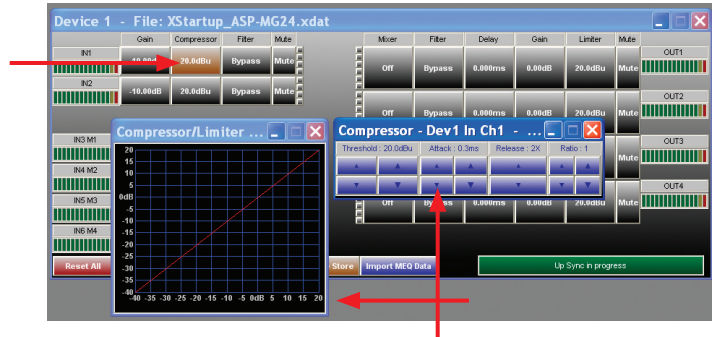 Device 1 - File: XStartup_ASP-MG24.xdat
Gain Compressor Filter Mute Mixer Filter Delay Gain Limiter Mute
IN1 -10.00dB 20.0dBu Bypass Mute Off Bypass 0.000ms 0.00dB 20.0dBu Mute OUT1
IN2 -10.00dB 20.0dBu Bypass Mute Off Bypass 0.000ms 0.00dB 20.0dBu Mute OUT2
Compressor/Limiter ...
Compressor - Dev1 In Ch1 - ...
Threshold : 20.0dBu Attack : 0.3ms Release : 2X Ratio : 1
IN3 M1 Mute OUT3
IN4 M2
IN5 M3 Off Bypass 0.000ms 0.00dB 20.0dBu Mute OUT4
IN6 M4
20
15
10
5
0dB
-5
-10
-15
-20
-25
-30
-35
-40
-40 -35 -30 -25 -20 -15 -10 -5 0dB 5 10 15 20
Reset All Store Import MEQ Data Up Sync in progress